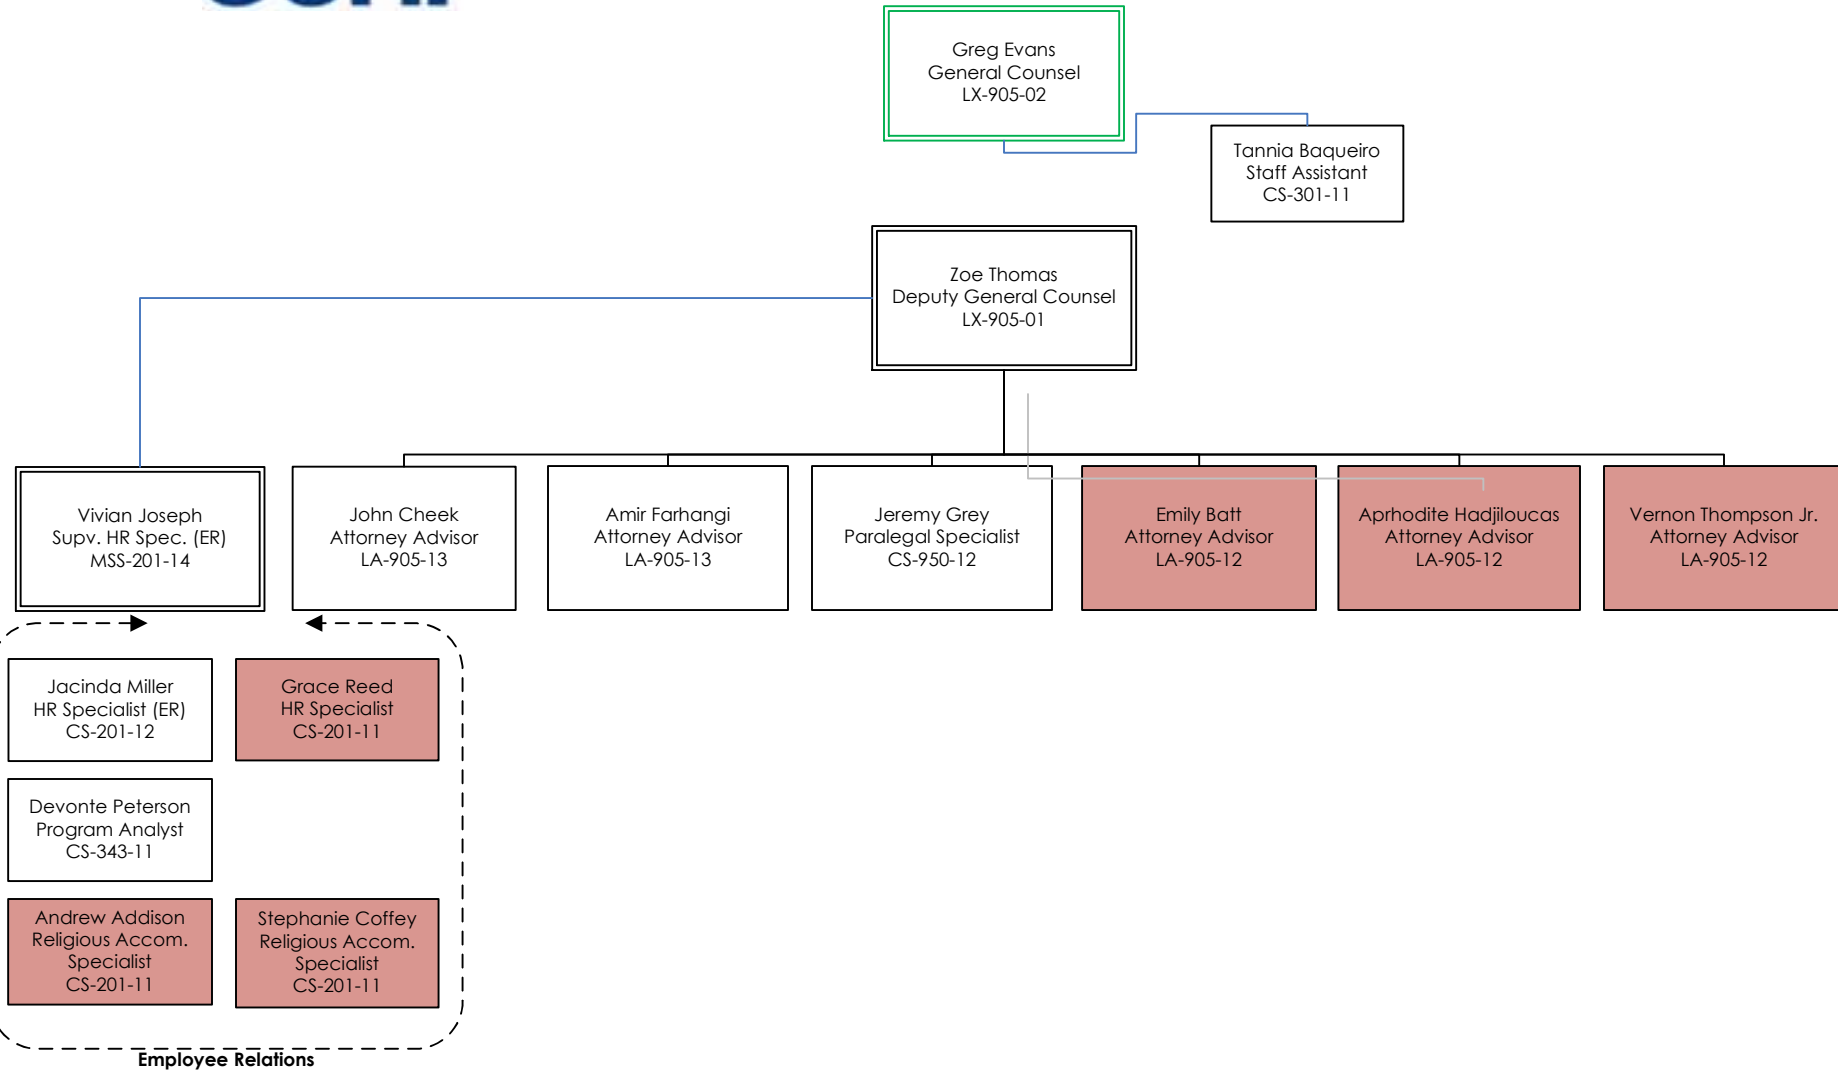 Greg Evans
General Counsel
LX-905-02
Tannia Baqueiro
Staff Assistant
CS-301-11
Zoe Thomas
Deputy General Counsel
LX-905-01
Vivian Joseph
Supv. HR Spec. (ER)
MSS-201-14
John Cheek
Attorney Advisor
LA-905-13
Amir Farhangi
Attorney Advisor
LA-905-13
Jeremy Grey
Paralegal Specialist
CS-950-12
Emily Batt
Attorney Advisor
LA-905-12
Aprhodite Hadjiloucas
Attorney Advisor
LA-905-12
Vernon Thompson Jr.
Attorney Advisor
LA-905-12
Jacinda Miller
HR Specialist (ER)
CS-201-12
Grace Reed
HR Specialist
CS-201-11
Devonte Peterson
Program Analyst
CS-343-11
Andrew Addison
Religious Accom.
Specialist
CS-201-11
Stephanie Coffey
Religious Accom.
Specialist
CS-201-11
Employee Relations